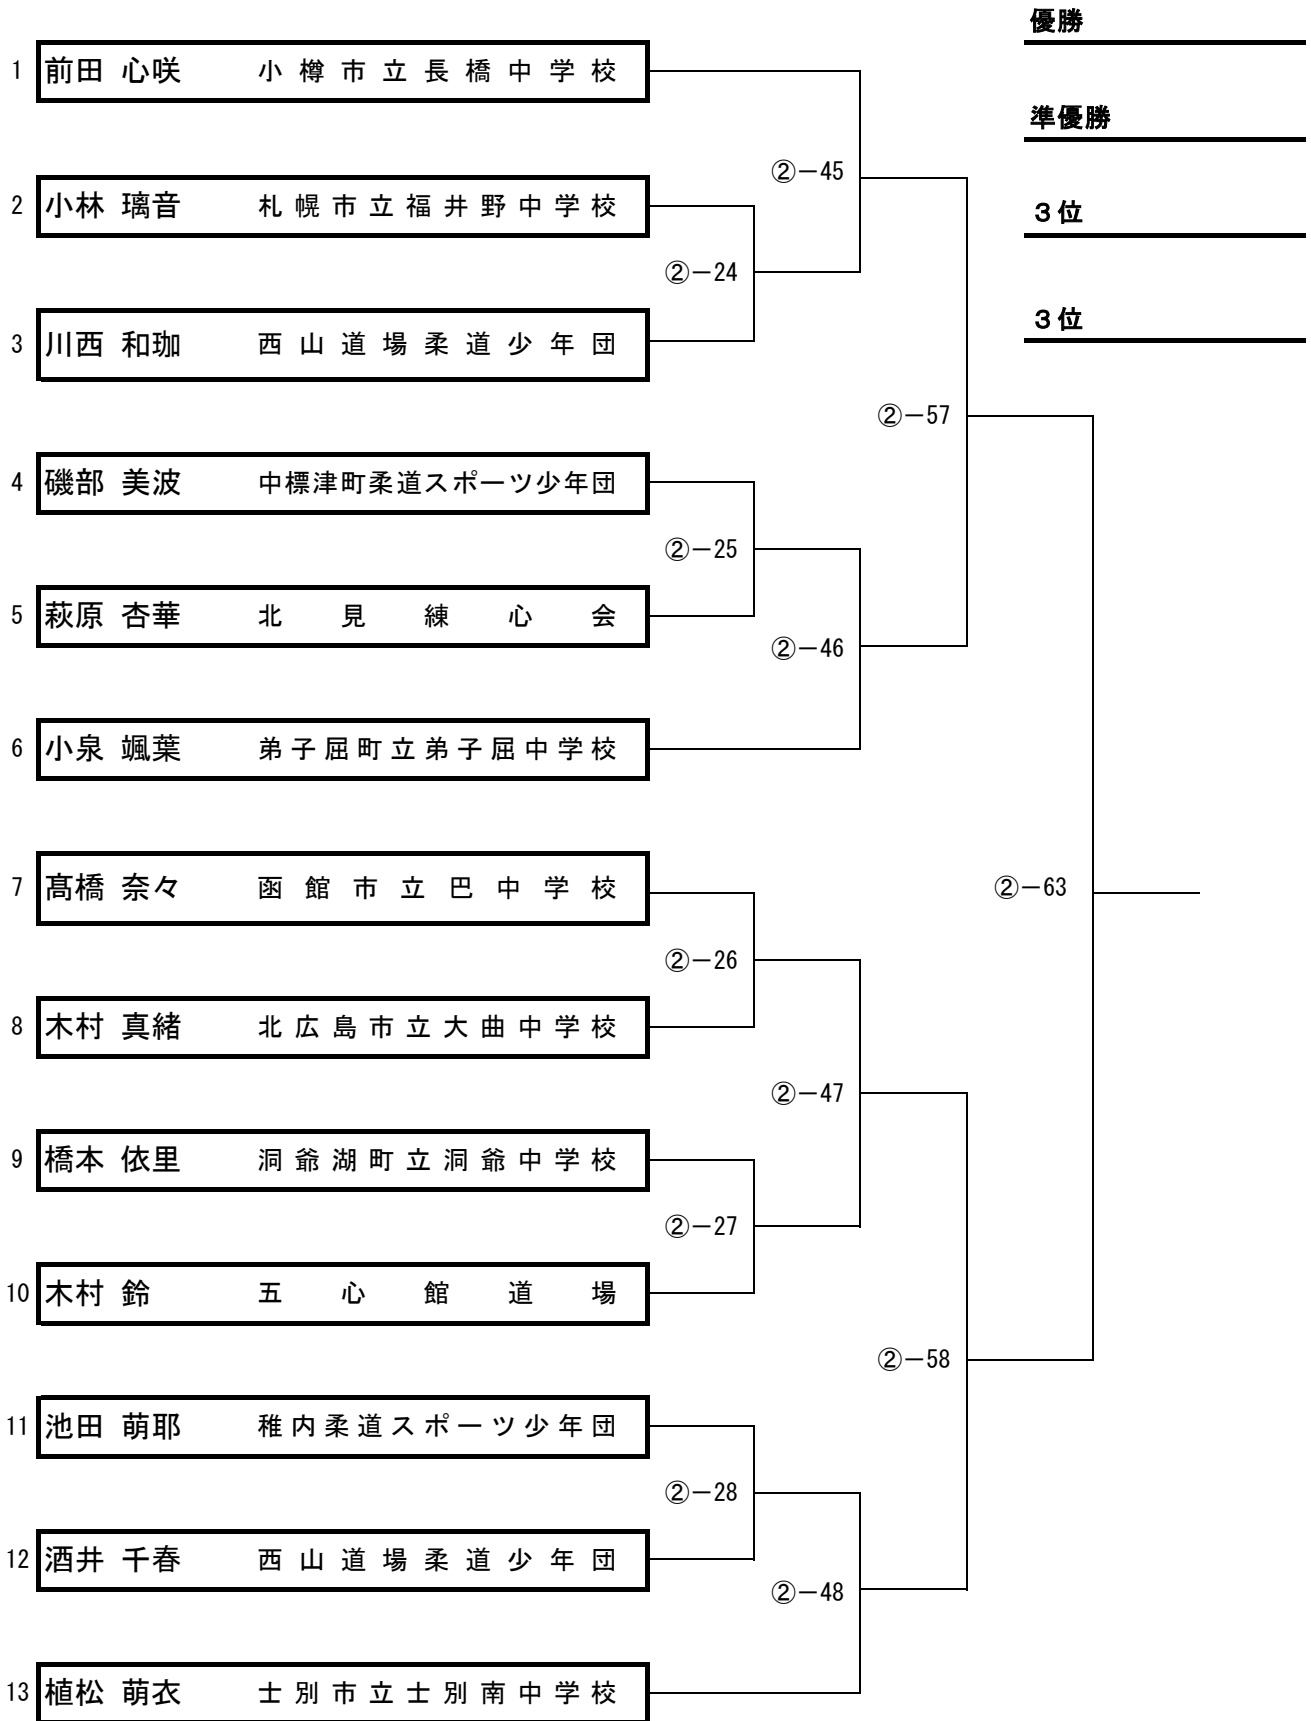 優勝
1 前田 心咲 小樽市立長橋中学校
準優勝
②－45
2 小林 璃音 札幌市立福井野中学校
３位
②－24
3 川西 和珈 西山道場柔道少年団
３位
②－57
4 磯部 美波 中標津町柔道スポーツ少年団
②－25
5 萩原 杏華 北見練心会
②－46
6 小泉 颯葉 弟子屈町立弟子屈中学校
7 髙橋 奈々 函館市立巴中学校
②－63
②－26
8 木村 真緒 北広島市立大曲中学校
②－47
9 橋本 依里 洞爺湖町立洞爺中学校
②－27
10 木村 鈴 五心館道場
②－58
11 池田 萌耶 稚内柔道スポーツ少年団
②－28
12 酒井 千春 西山道場柔道少年団
②－48
13 植松 萌衣 士別市立士別南中学校